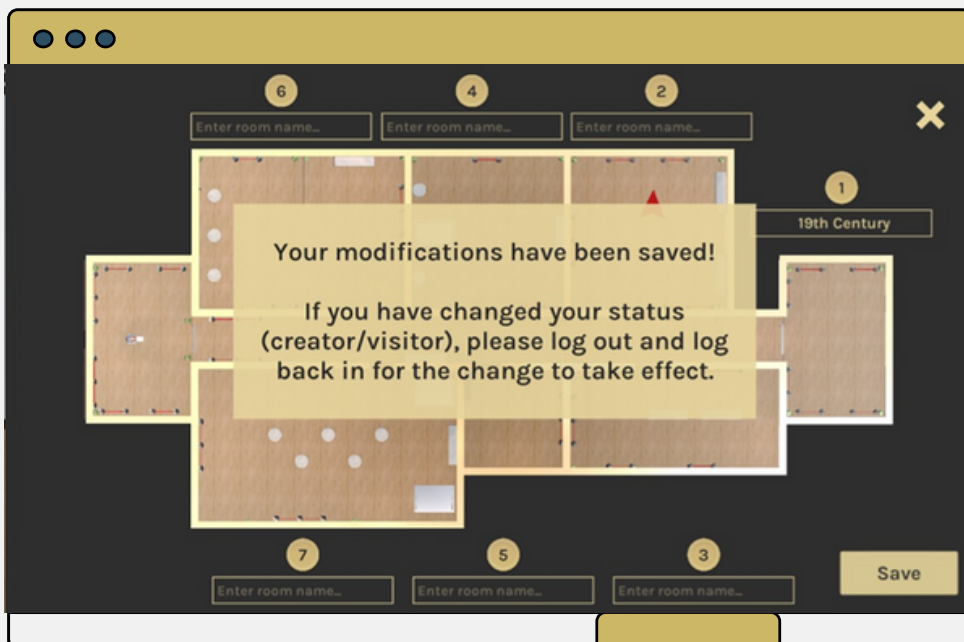 6
4
2
Enter room name...
Enter room name...
Enter room name...
1
19th Century
Your modifications have been saved!
If you have changed your status
(creator/visitor), please log out and log
back in for the change to take effect.
7
5
3
Enter room name...
Enter room name...
Enter room name...
Save